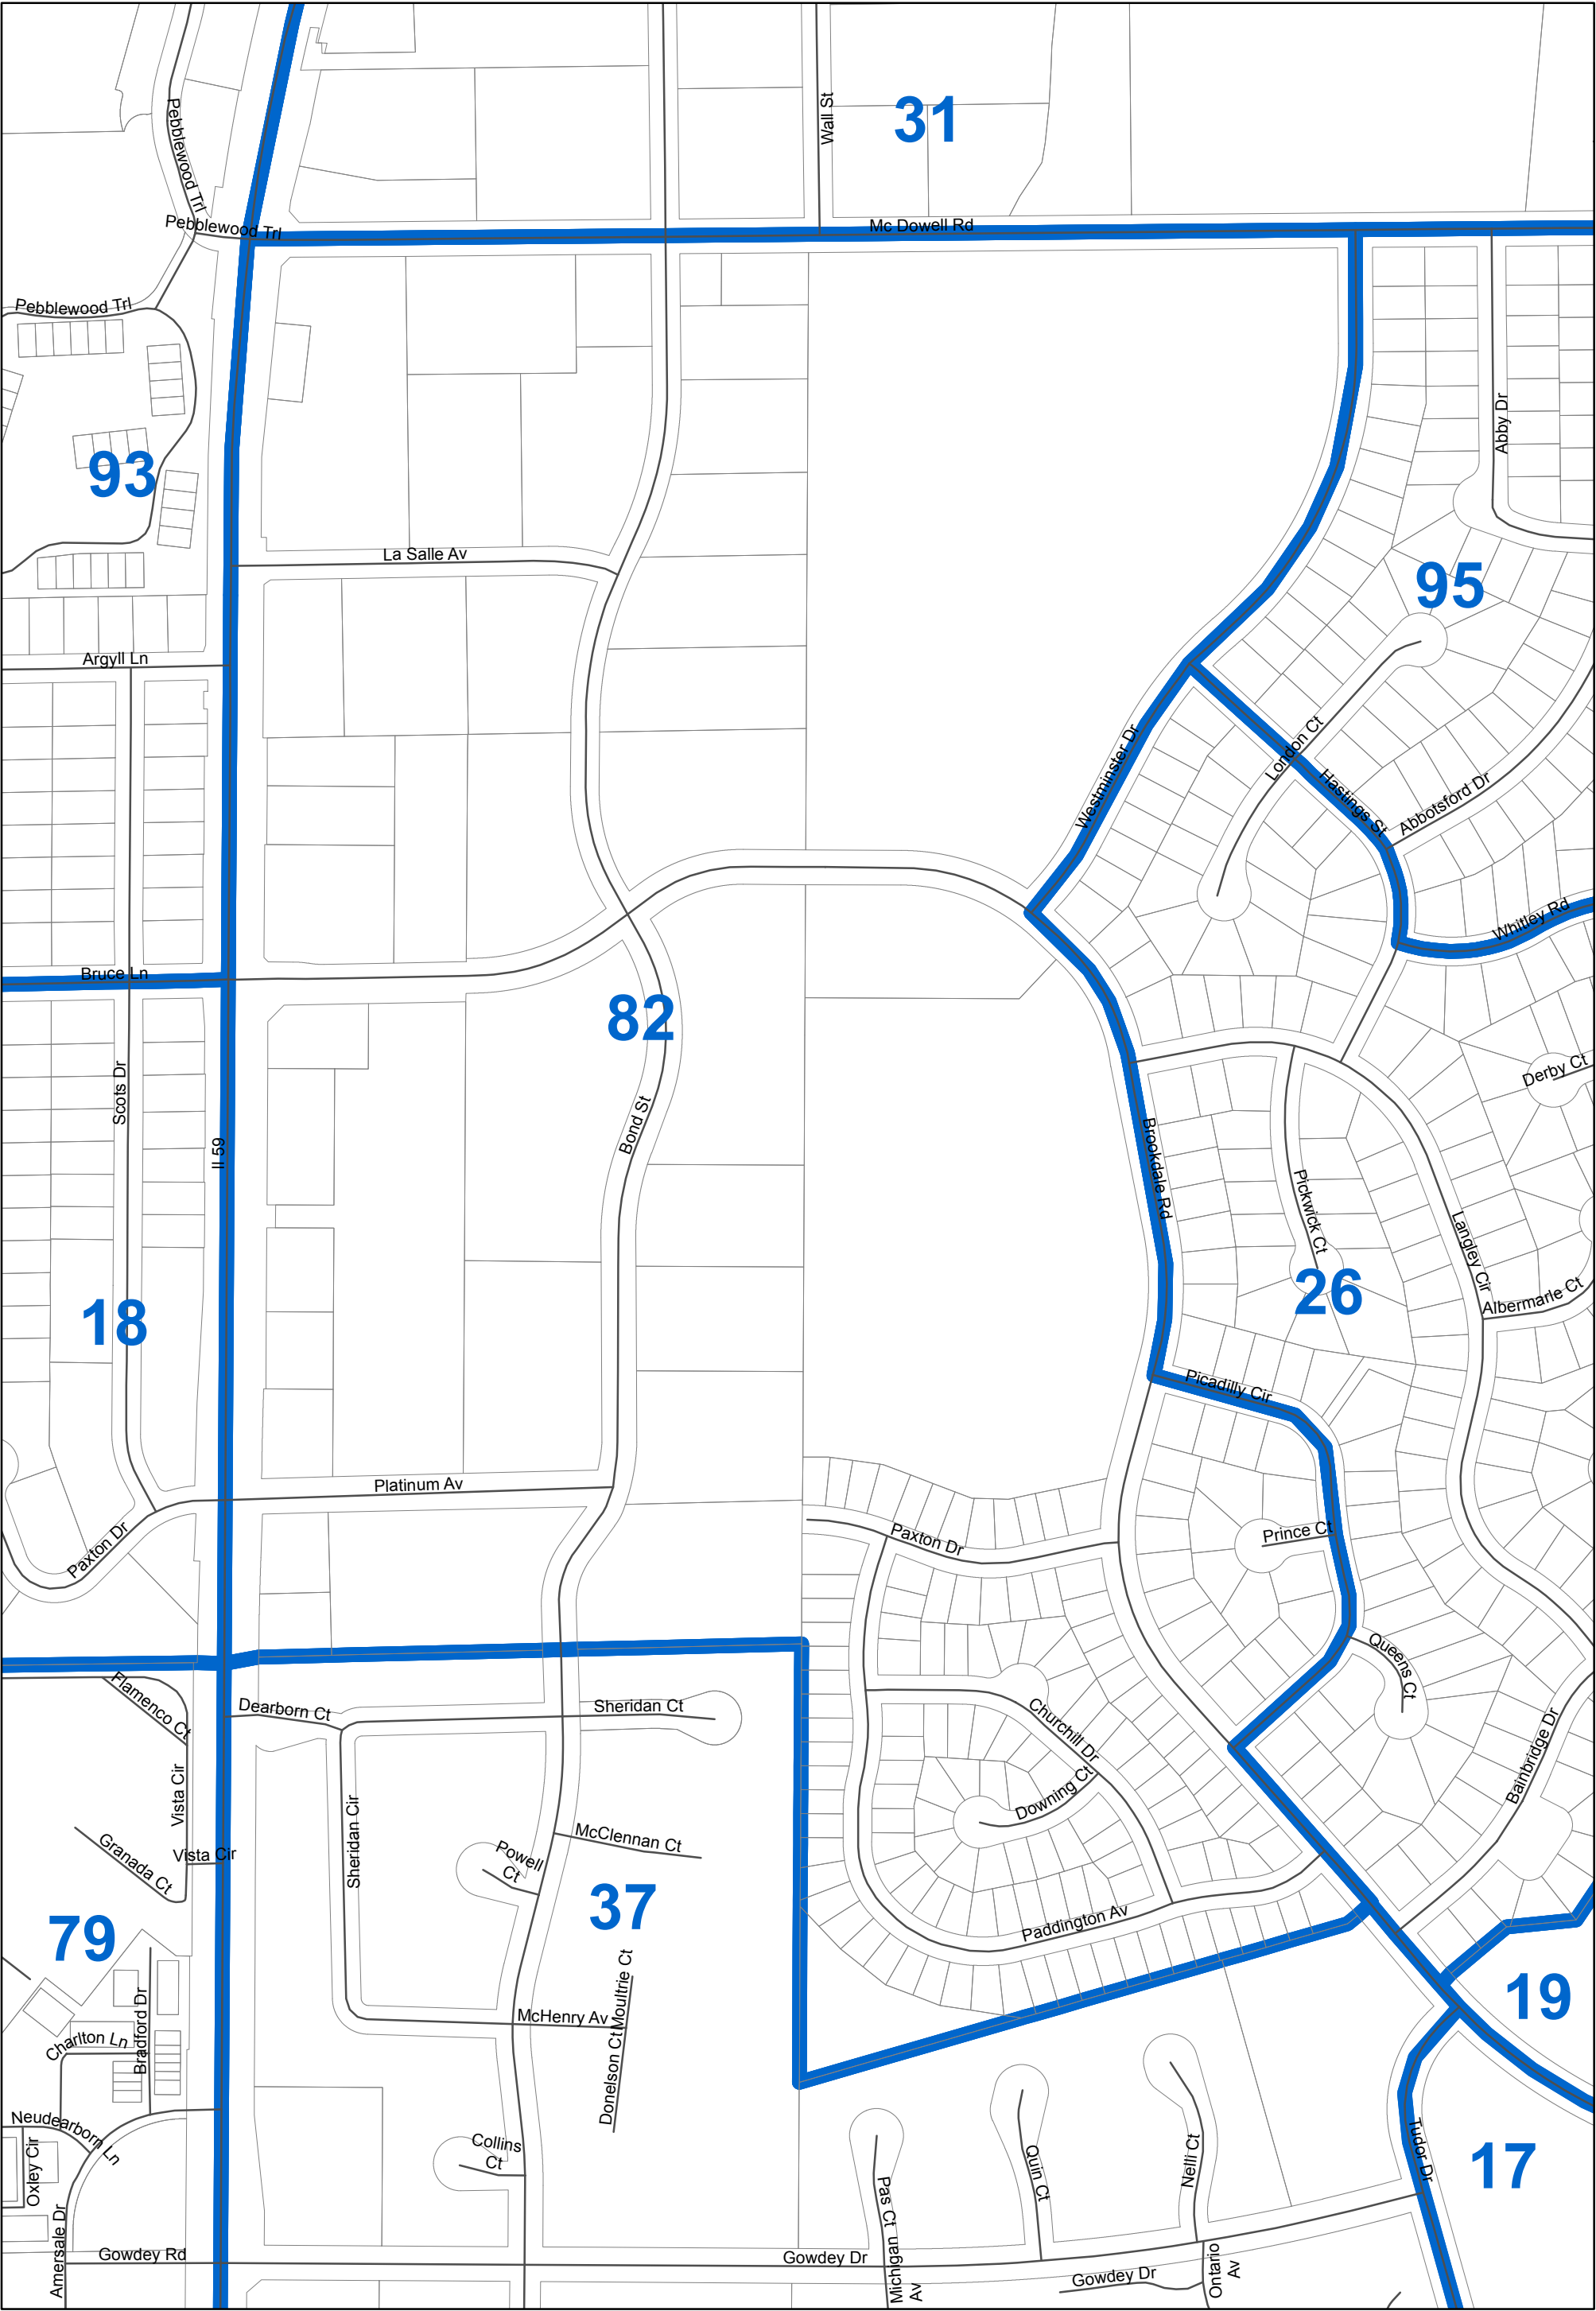 31
Wall St
Pebblewood Trl
Pebblewood Trl
Mc Dowell Rd
Pebblewood Trl
93
Abby Dr
La Salle Av
95
Argyll Ln
Westminster Dr
London Ct
Hastings St
Abbotsford Dr
Whitley Rd
Bruce Ln
82
Scots Dr
Il 59
Bond St
Derby Ct
Brookdale Rd
Pickwick Ct
Langley Cir
26
Albermarle Ct
18
Picadilly Cir
Platinum Av
Paxton Dr
Paxton Dr
Prince Ct
Queens Ct
Flamenco Ct
Dearborn Ct
Sheridan Ct
Churchill Dr
Bainbridge Dr
Vista Cir
Downing Ct
Sheridan Cir
McClennan Ct
Vista Cir
Granada Ct
Powell
Ct
37
79
Paddington Av
Moultrie Ct
19
McHenry Av
Bradford Dr
Charlton Ln
Donelson Ct
Neudearborn Ln
Oxley Cir
Collins
Ct
Quin Ct
Neill Ct
Tudor Dr
17
Pas Ct
Amersale Dr
Gowdey Rd
Gowdey Dr
Michigan
Av
Gowdey Dr
Ontario
Av